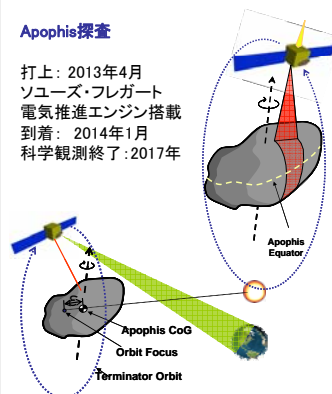 Apophis探査
打上： 2013年4月
ソユーズ・フレガート
電気推進エンジン搭載
到着： 2014年1月
科学観測終了：2017年
Apophis
Equator
Apophis CoG
Orbit Focus
Terminator Orbit